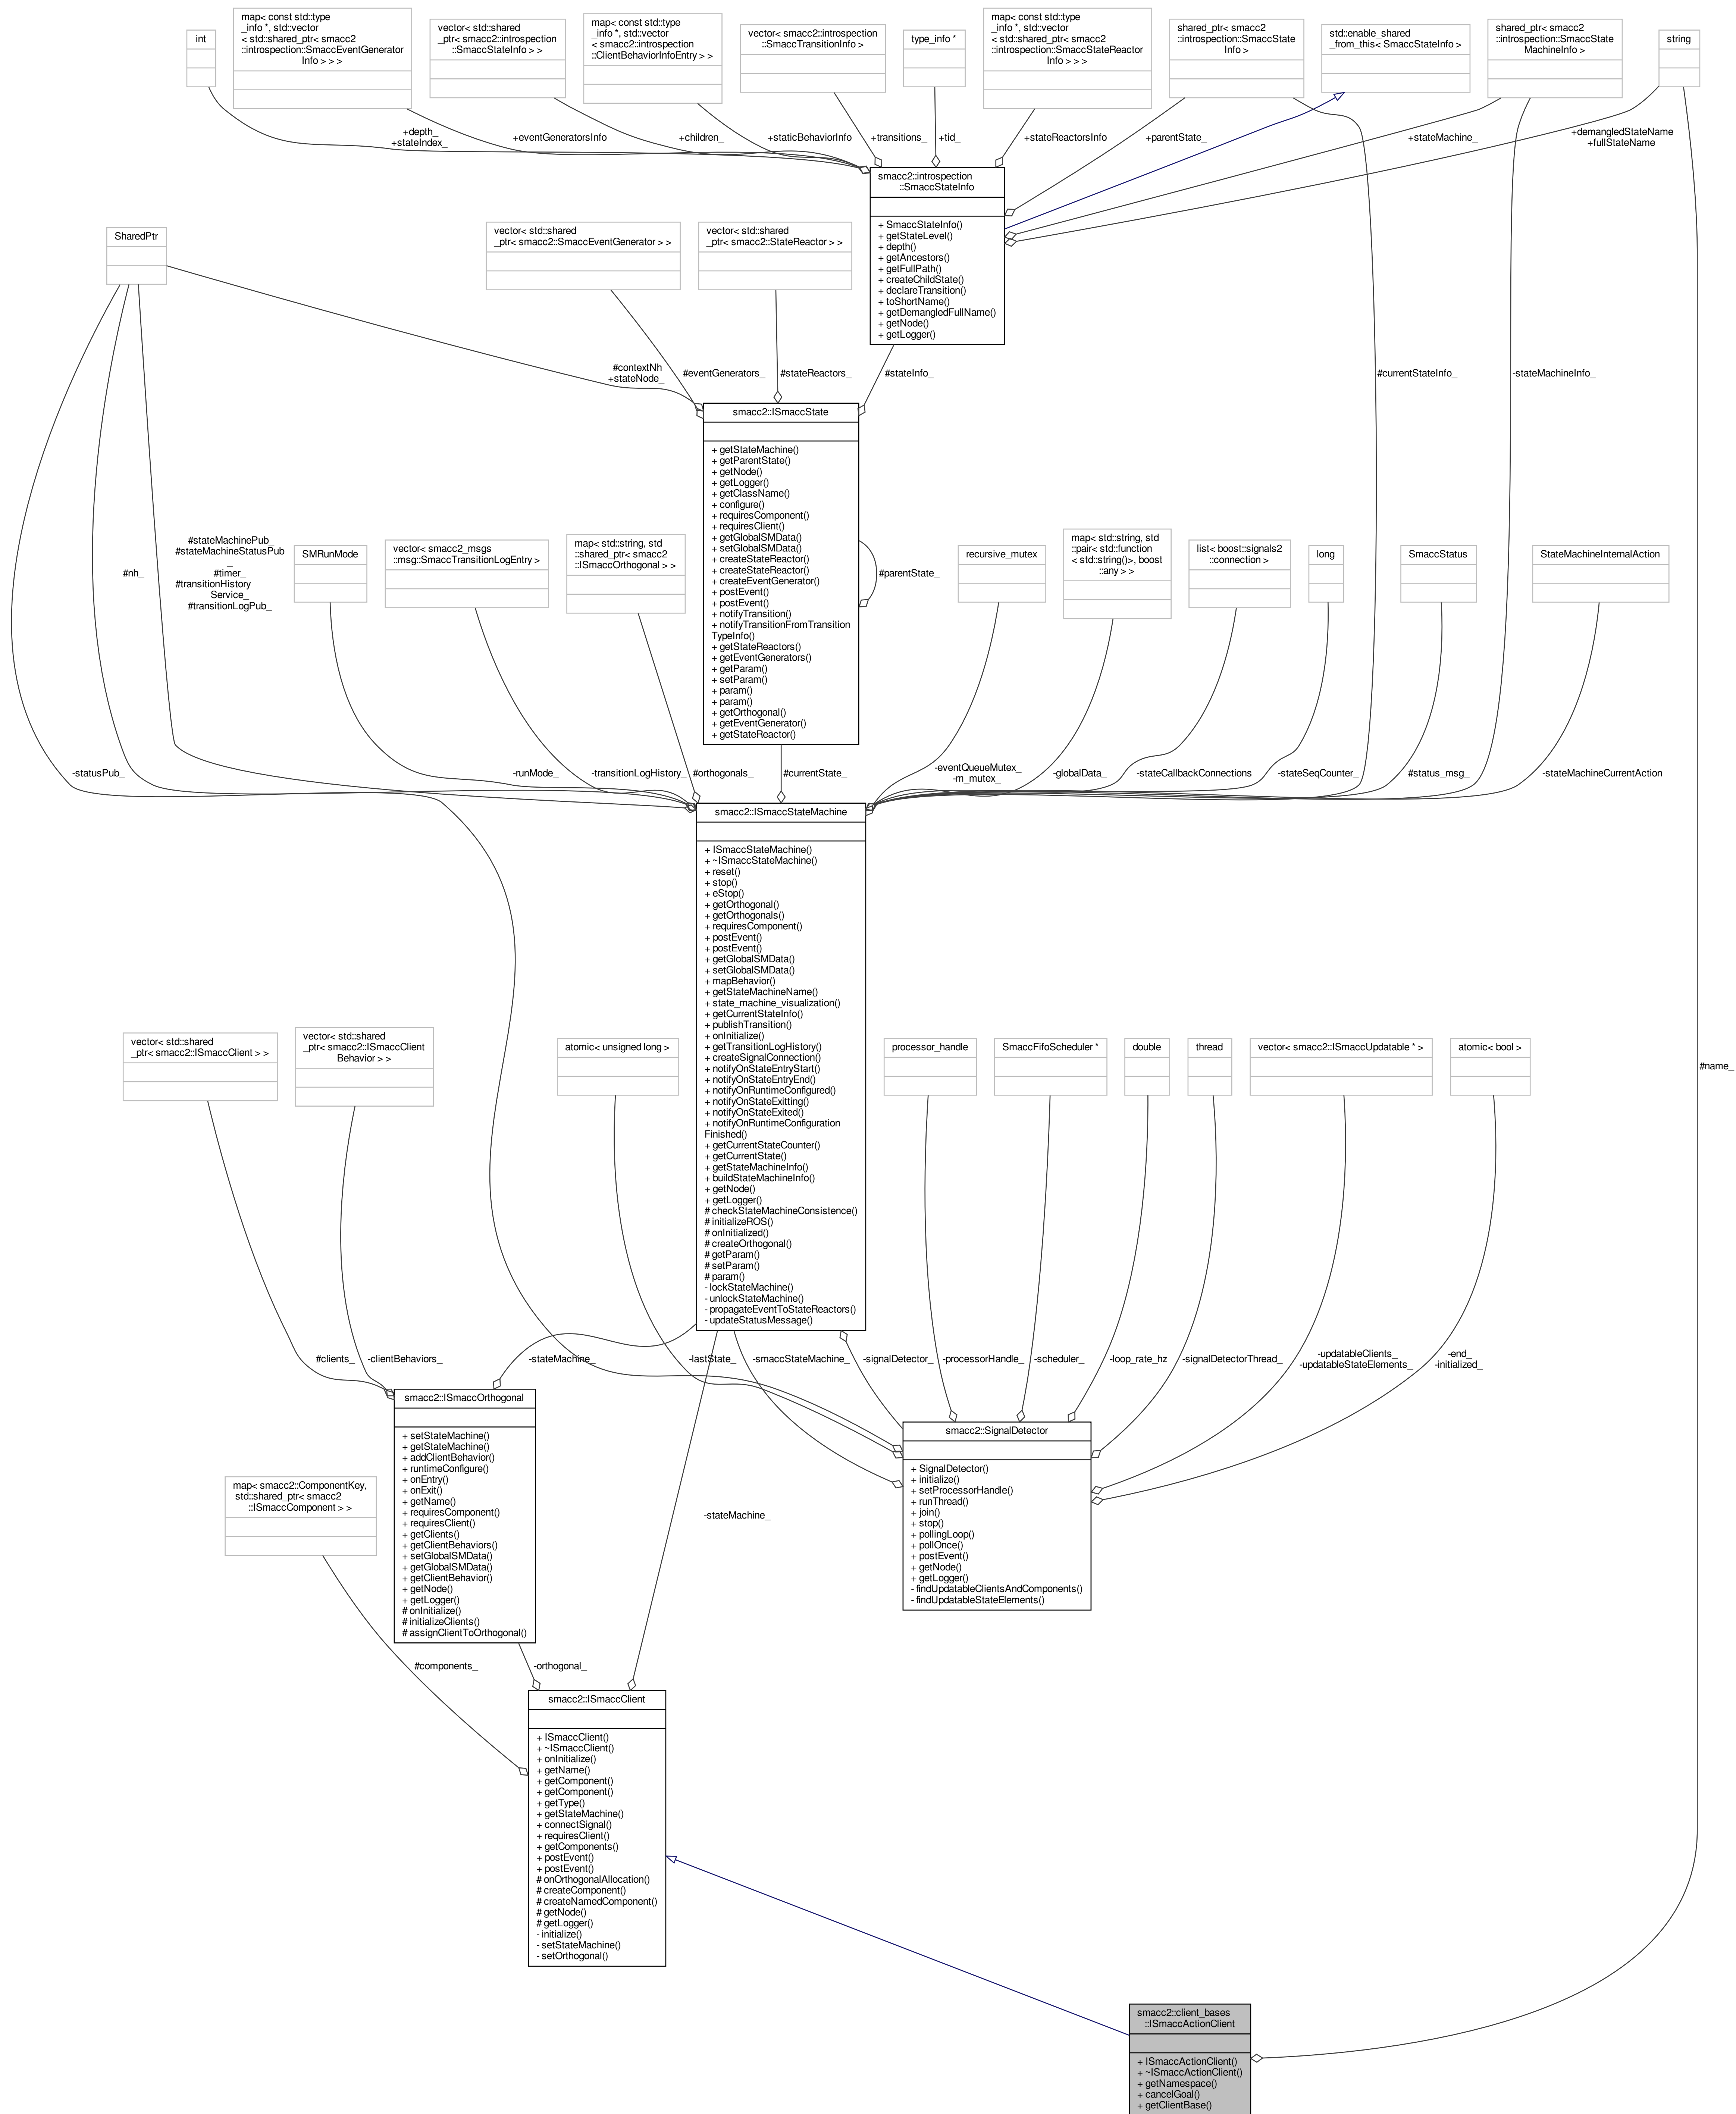 int
map< const std::type
_info *, std::vector
< std::shared_ptr< smacc2
::introspection::SmaccEventGenerator
Info > > >
vector< std::shared
_ptr< smacc2::introspection
::SmaccStateInfo > >
map< const std::type
_info *, std::vector
< smacc2::introspection
::ClientBehaviorInfoEntry > >
vector< smacc2::introspection
::SmaccTransitionInfo >
type_info *
map< const std::type
_info *, std::vector
< std::shared_ptr< smacc2
::introspection::SmaccStateReactor
Info > > >
shared_ptr< smacc2
::introspection::SmaccState
Info >
std::enable_shared
_from_this< SmaccStateInfo >
shared_ptr< smacc2
::introspection::SmaccState
MachineInfo >
string
+depth_
+stateIndex_
+eventGeneratorsInfo
+children_
+staticBehaviorInfo
+transitions_
+tid_
+stateReactorsInfo
+parentState_
+stateMachine_
+demangledStateName
+fullStateName
smacc2::introspection
::SmaccStateInfo
+ SmaccStateInfo()
+ getStateLevel()
+ depth()
+ getAncestors()
+ getFullPath()
+ createChildState()
+ declareTransition()
+ toShortName()
+ getDemangledFullName()
+ getNode()
+ getLogger()
SharedPtr
vector< std::shared
_ptr< smacc2::SmaccEventGenerator > >
vector< std::shared
_ptr< smacc2::StateReactor > >
#contextNh
+stateNode_
#eventGenerators_
#stateReactors_
#stateInfo_
#currentStateInfo_
-stateMachineInfo_
smacc2::ISmaccState
+ getStateMachine()
+ getParentState()
+ getNode()
+ getLogger()
+ getClassName()
+ configure()
+ requiresComponent()
+ requiresClient()
+ getGlobalSMData()
+ setGlobalSMData()
+ createStateReactor()
+ createStateReactor()
+ createEventGenerator()
+ postEvent()
+ postEvent()
+ notifyTransition()
+ notifyTransitionFromTransition
TypeInfo()
+ getStateReactors()
+ getEventGenerators()
+ getParam()
+ setParam()
+ param()
+ param()
+ getOrthogonal()
+ getEventGenerator()
+ getStateReactor()
#parentState_
#nh_
#stateMachinePub_
#stateMachineStatusPub
_
#timer_
#transitionHistory
Service_
#transitionLogPub_
SMRunMode
vector< smacc2_msgs
::msg::SmaccTransitionLogEntry >
map< std::string, std
::shared_ptr< smacc2
::ISmaccOrthogonal > >
recursive_mutex
map< std::string, std
::pair< std::function
< std::string()>, boost
::any > >
list< boost::signals2
::connection >
long
SmaccStatus
StateMachineInternalAction
-statusPub_
-runMode_
-transitionLogHistory_
#orthogonals_
#currentState_
-eventQueueMutex_
-m_mutex_
-globalData_
-stateCallbackConnections
-stateSeqCounter_
#status_msg_
-stateMachineCurrentAction
smacc2::ISmaccStateMachine
+ ISmaccStateMachine()
+ ~ISmaccStateMachine()
+ reset()
+ stop()
+ eStop()
+ getOrthogonal()
+ getOrthogonals()
+ requiresComponent()
+ postEvent()
+ postEvent()
+ getGlobalSMData()
+ setGlobalSMData()
+ mapBehavior()
+ getStateMachineName()
+ state_machine_visualization()
+ getCurrentStateInfo()
+ publishTransition()
+ onInitialize()
+ getTransitionLogHistory()
+ createSignalConnection()
+ notifyOnStateEntryStart()
+ notifyOnStateEntryEnd()
+ notifyOnRuntimeConfigured()
+ notifyOnStateExitting()
+ notifyOnStateExited()
+ notifyOnRuntimeConfiguration
Finished()
+ getCurrentStateCounter()
+ getCurrentState()
+ getStateMachineInfo()
+ buildStateMachineInfo()
+ getNode()
+ getLogger()
# checkStateMachineConsistence()
# initializeROS()
# onInitialized()
# createOrthogonal()
# getParam()
# setParam()
# param()
- lockStateMachine()
- unlockStateMachine()
- propagateEventToStateReactors()
- updateStatusMessage()
vector< std::shared
_ptr< smacc2::ISmaccClient > >
vector< std::shared
_ptr< smacc2::ISmaccClient
Behavior > >
atomic< unsigned long >
processor_handle
SmaccFifoScheduler *
double
thread
vector< smacc2::ISmaccUpdatable * >
atomic< bool >
#name_
#clients_
-clientBehaviors_
-stateMachine_
-lastState_
-smaccStateMachine_
-signalDetector_
-processorHandle_
-scheduler_
-loop_rate_hz
-signalDetectorThread_
-updatableClients_
-updatableStateElements_
-end_
-initialized_
smacc2::ISmaccOrthogonal
+ setStateMachine()
+ getStateMachine()
+ addClientBehavior()
+ runtimeConfigure()
+ onEntry()
+ onExit()
+ getName()
+ requiresComponent()
+ requiresClient()
+ getClients()
+ getClientBehaviors()
+ setGlobalSMData()
+ getGlobalSMData()
+ getClientBehavior()
+ getNode()
+ getLogger()
# onInitialize()
# initializeClients()
# assignClientToOrthogonal()
smacc2::SignalDetector
+ SignalDetector()
+ initialize()
+ setProcessorHandle()
+ runThread()
+ join()
+ stop()
+ pollingLoop()
+ pollOnce()
+ postEvent()
+ getNode()
+ getLogger()
- findUpdatableClientsAndComponents()
- findUpdatableStateElements()
map< smacc2::ComponentKey,
std::shared_ptr< smacc2
::ISmaccComponent > >
-stateMachine_
#components_
-orthogonal_
smacc2::ISmaccClient
+ ISmaccClient()
+ ~ISmaccClient()
+ onInitialize()
+ getName()
+ getComponent()
+ getComponent()
+ getType()
+ getStateMachine()
+ connectSignal()
+ requiresClient()
+ getComponents()
+ postEvent()
+ postEvent()
# onOrthogonalAllocation()
# createComponent()
# createNamedComponent()
# getNode()
# getLogger()
- initialize()
- setStateMachine()
- setOrthogonal()
smacc2::client_bases
::ISmaccActionClient
+ ISmaccActionClient()
+ ~ISmaccActionClient()
+ getNamespace()
+ cancelGoal()
+ getClientBase()